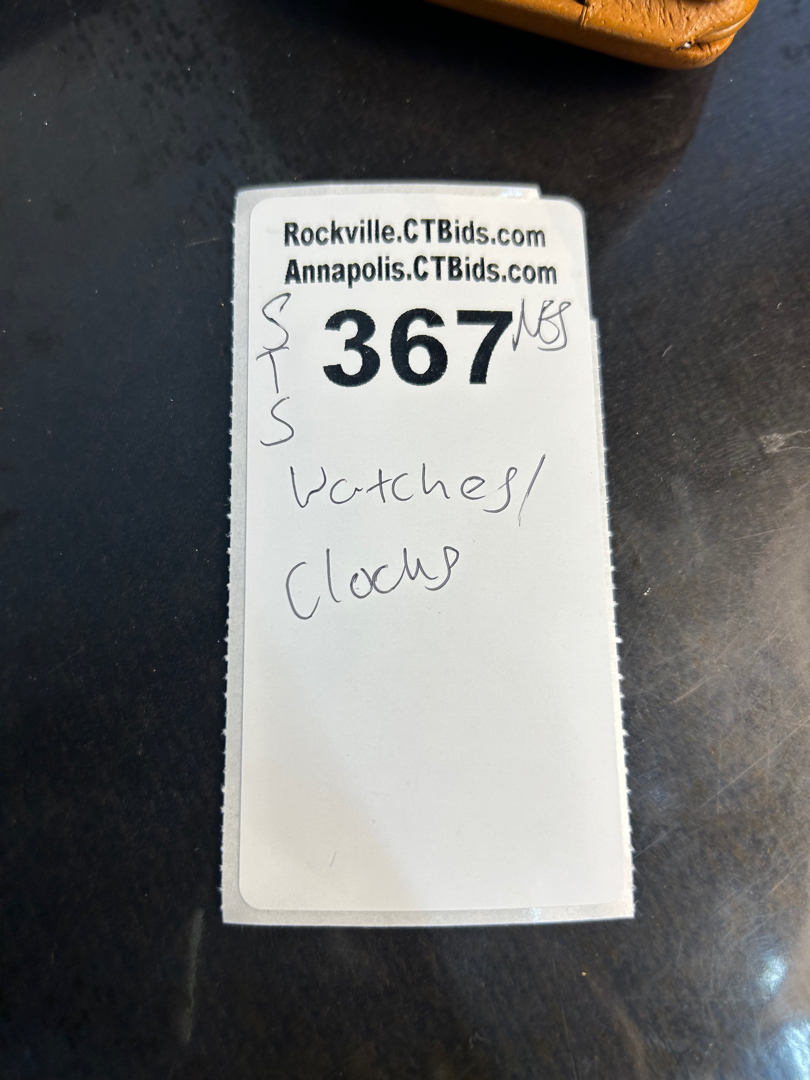 Rockville.CTBids.com
Annapolis.CTBids.com
S
T
S
367
Watches/
Clocks